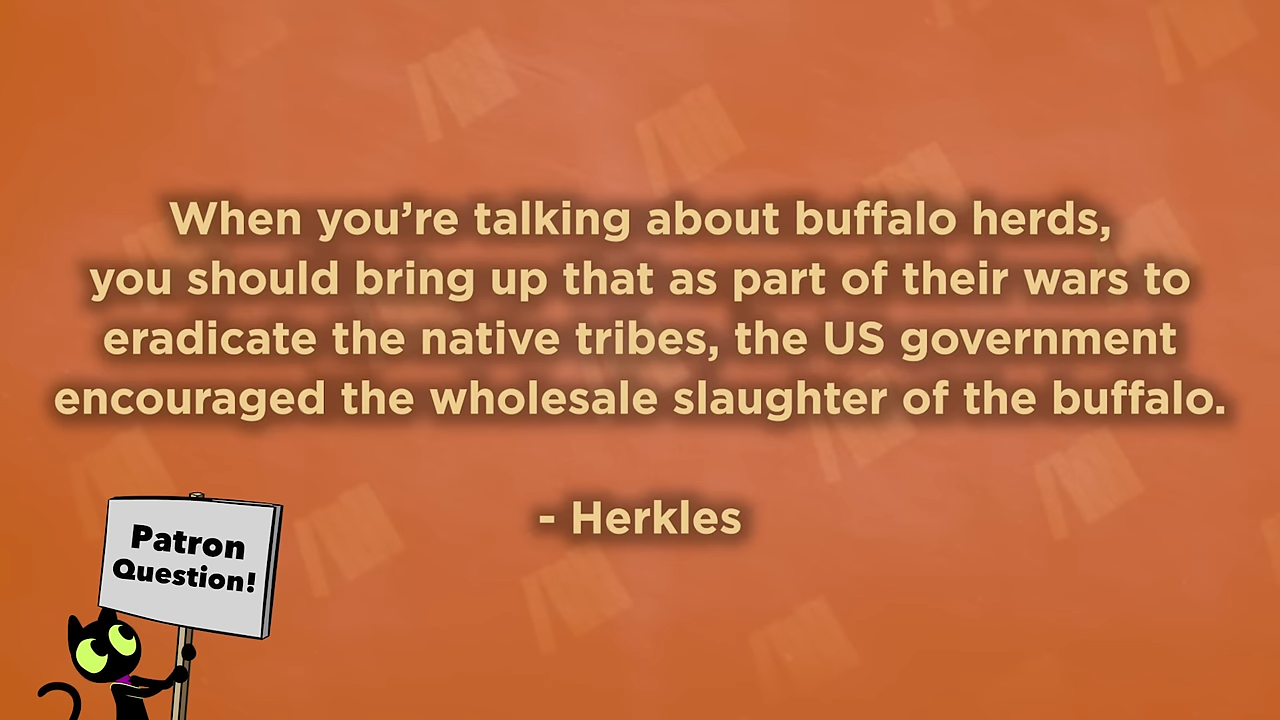 When you’re talking about buffalo herds,
you should bring up that as part of their wars to
eradicate the native tribes, the US government
encouraged the wholesale slaughter of the buffalo.
- Herkles
Patron
Question!